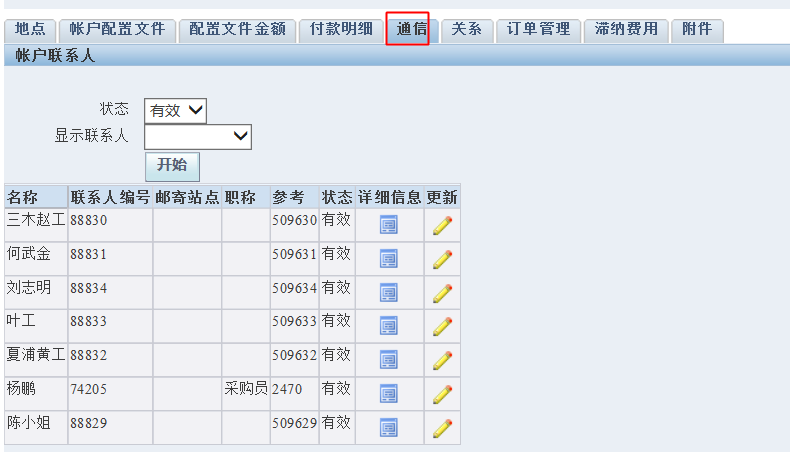 地点 帐户配置文件 配置文件金额 付款明细 通信 关系 订单管理 滞纳费用 附件
帐户联系人
状态 有效
显示联系人
开始
名称 联系人编号 邮寄站点 职称 参考 状态 详细信息 更新
三木赵工 88830 509630 有效
何武金 88831 509631 有效
刘志明 88834 509634 有效
叶工 88833 509633 有效
夏浦黄工 88832 509632 有效
杨鹏 74205 采购员 2470 有效
陈小姐 88829 509629 有效